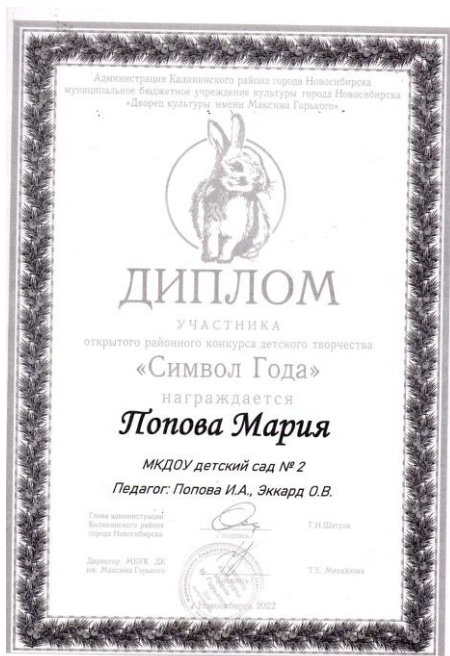 Администрация Калининского района города Новосибирска
муниципальное бюджетное учреждение культуры города Новосибирска
«Дворец культуры имени Максима Горького»
ДИПЛОМ
УЧАСТНИКА
открытого районного конкурса детского творчества
«Символ Года»
награждается
Попова Мария
МКДОУ детский сад № 2
Педагог: Попова И.А., Эккард О.В.
Глава администрации
Калининского района
города Новосибирска
/ подпись /
Г.Н.Шатула
Директор МБУК ДК
им. Максима Горького
/ подпись /
Т.Е. Михайлова
г.Новосибирск 2022